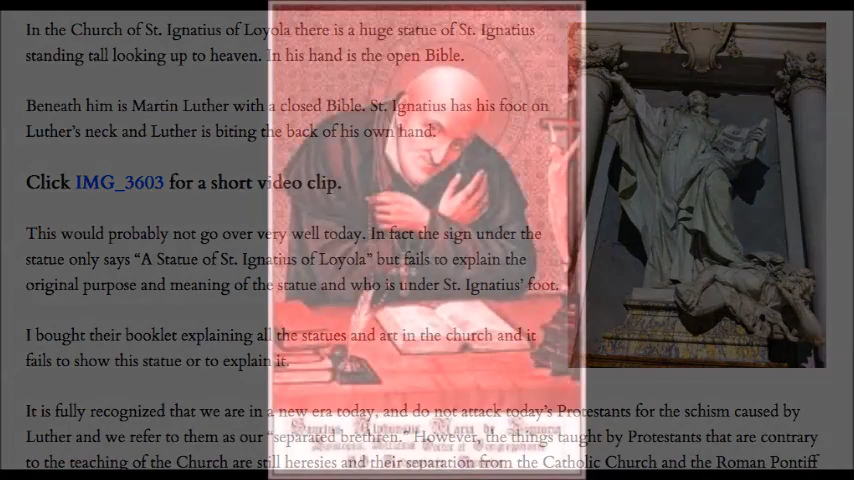 In the Church of St. Ignatius of Loyola there is a huge statue of St. Ignatius
standing tall looking up to heaven. In his hand is the open Bible.
Beneath him is Martin Luther with a closed Bible. St. Ignatius has his foot on
Luther's neck and Luther is biting the back of his own hand.
Click IMG_3603 for a short video clip.
This would probably not go over very well today. In fact the sign under the
statue only says “A Statue of St. Ignatius of Loyola” but fails to explain the
original purpose and meaning of the statue and who is under St. Ignatius' foot.
I bought their booklet explaining all the statues and art in the church and it
fails to show this statue or to explain it.
It is fully recognized that we are in a new era today, and do not attack today's Protestants for the schism caused by
Luther and we refer to them as our “separated brethren.” However, the things taught by Protestants that are contrary
to the teaching of the Church are still heresies and their separation from the Catholic Church and the Roman Pontiff